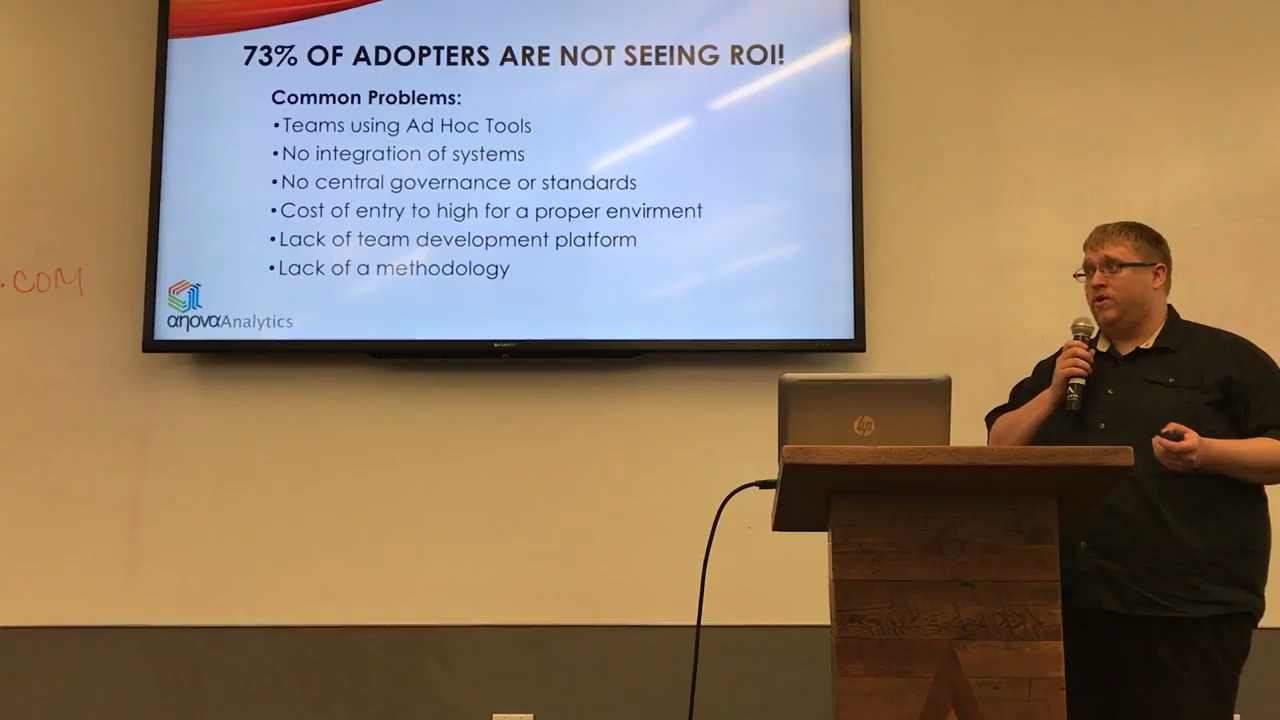 73% OF ADOPTERS ARE NOT SEEING ROI!
Common Problems:
•Teams using Ad Hoc Tools
•No integration of systems
•No central governance or standards
•Cost of entry to high for a proper envirment
•Lack of team development platform
•Lack of a methodology
αηovαAnalytics
SHARP
.COM
hp